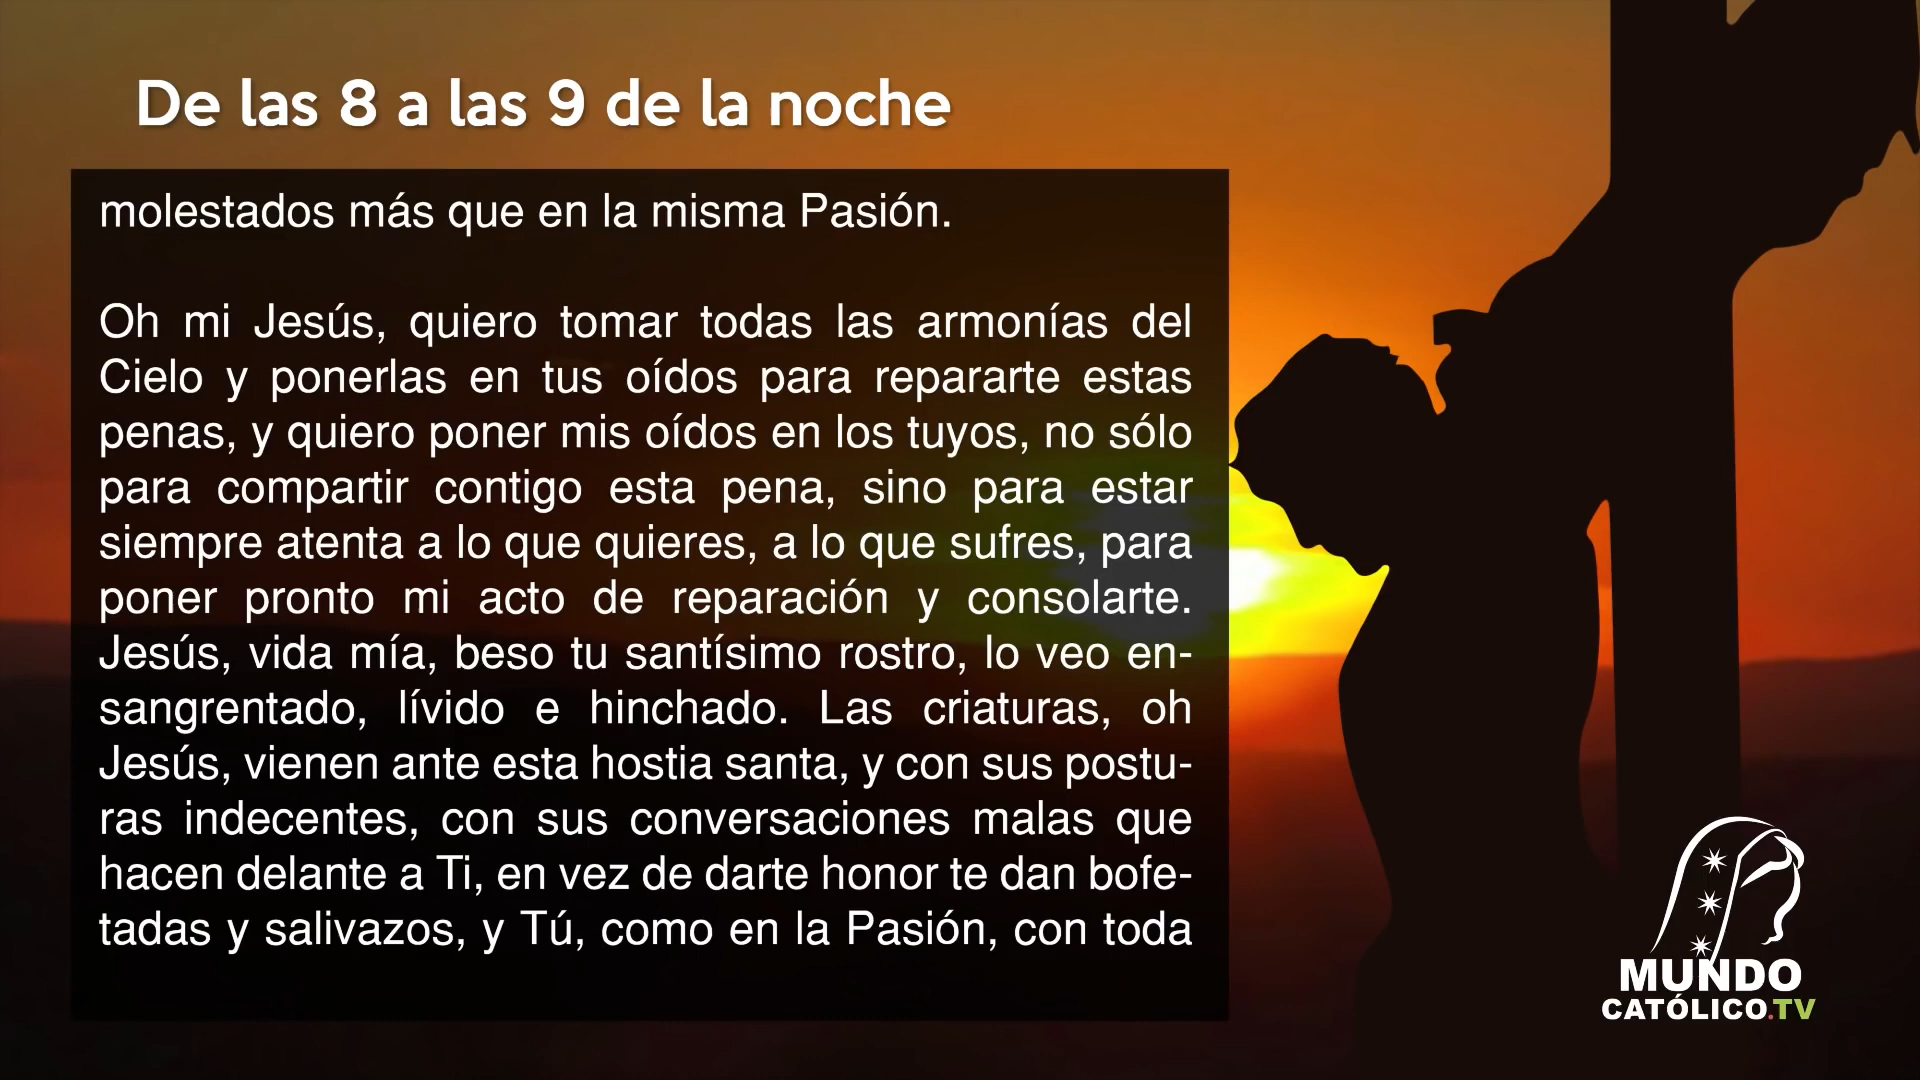 De las 8 a las 9 de la noche
molestados más que en la misma Pasión.
Oh mi Jesús, quiero tomar todas las armonías del
Cielo y ponerlas en tus oídos para repararte estas
penas, y quiero poner mis oídos en los tuyos, no sólo
para compartir contigo esta pena, sino para estar
siempre atenta a lo que quieres, a lo que sufres, para
poner pronto mi acto de reparación y consolarte.
Jesús, vida mía, beso tu santísimo rostro, lo veo en-
sangrentado, lívido e hinchado. Las criaturas, oh
Jesús, vienen ante esta hostia santa, y con sus postu-
ras indecentes, con sus conversaciones malas que
hacen delante a Ti, en vez de darte honor te dan bofe-
tadas y salivazos, y Tú, como en la Pasión, con toda
MUNDO
CATÓLICO.TV